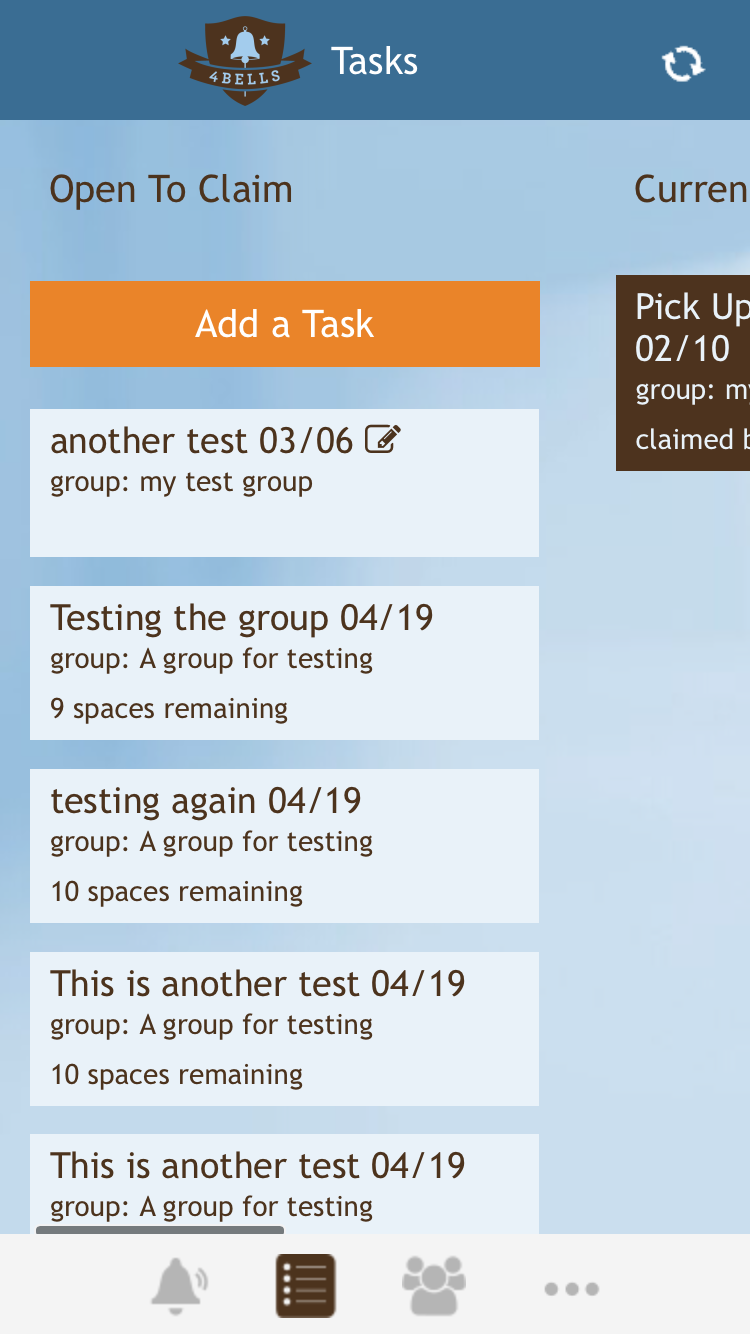 4BELLS
Tasks
Open To Claim
Add a Task
another test 03/06
group: my test group
Testing the group 04/19
group: A group for testing
9 spaces remaining
testing again 04/19
group: A group for testing
10 spaces remaining
This is another test 04/19
group: A group for testing
10 spaces remaining
This is another test 04/19
group: A group for testing
Curren
Pick Up
02/10
group: my
claimed b